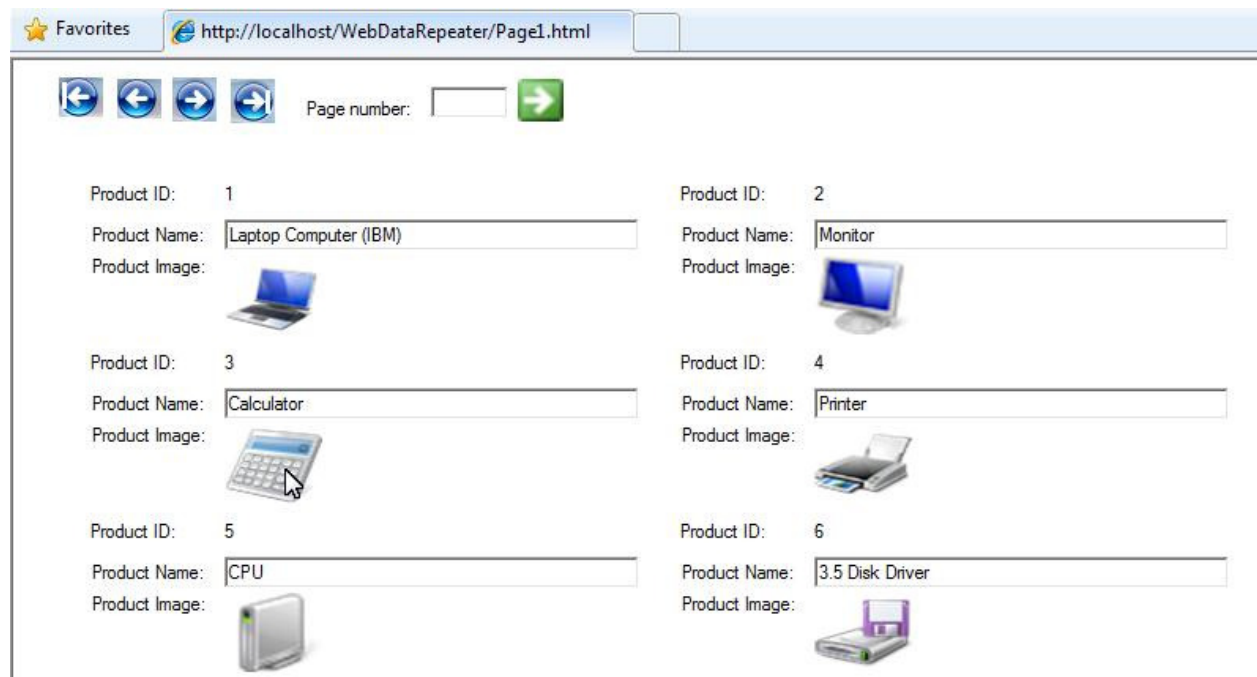 Favorites
http://localhost/WebDataRepeater/Page1.html
Page number:
Product ID: 1 Product ID: 2
Product Name: Laptop Computer (IBM) Product Name: Monitor
Product Image: Product Image:
Product ID: 3 Product ID: 4
Product Name: Calculator Product Name: Printer
Product Image: Product Image:
Product ID: 5 Product ID: 6
Product Name: CPU Product Name: 3.5 Disk Driver
Product Image: Product Image: